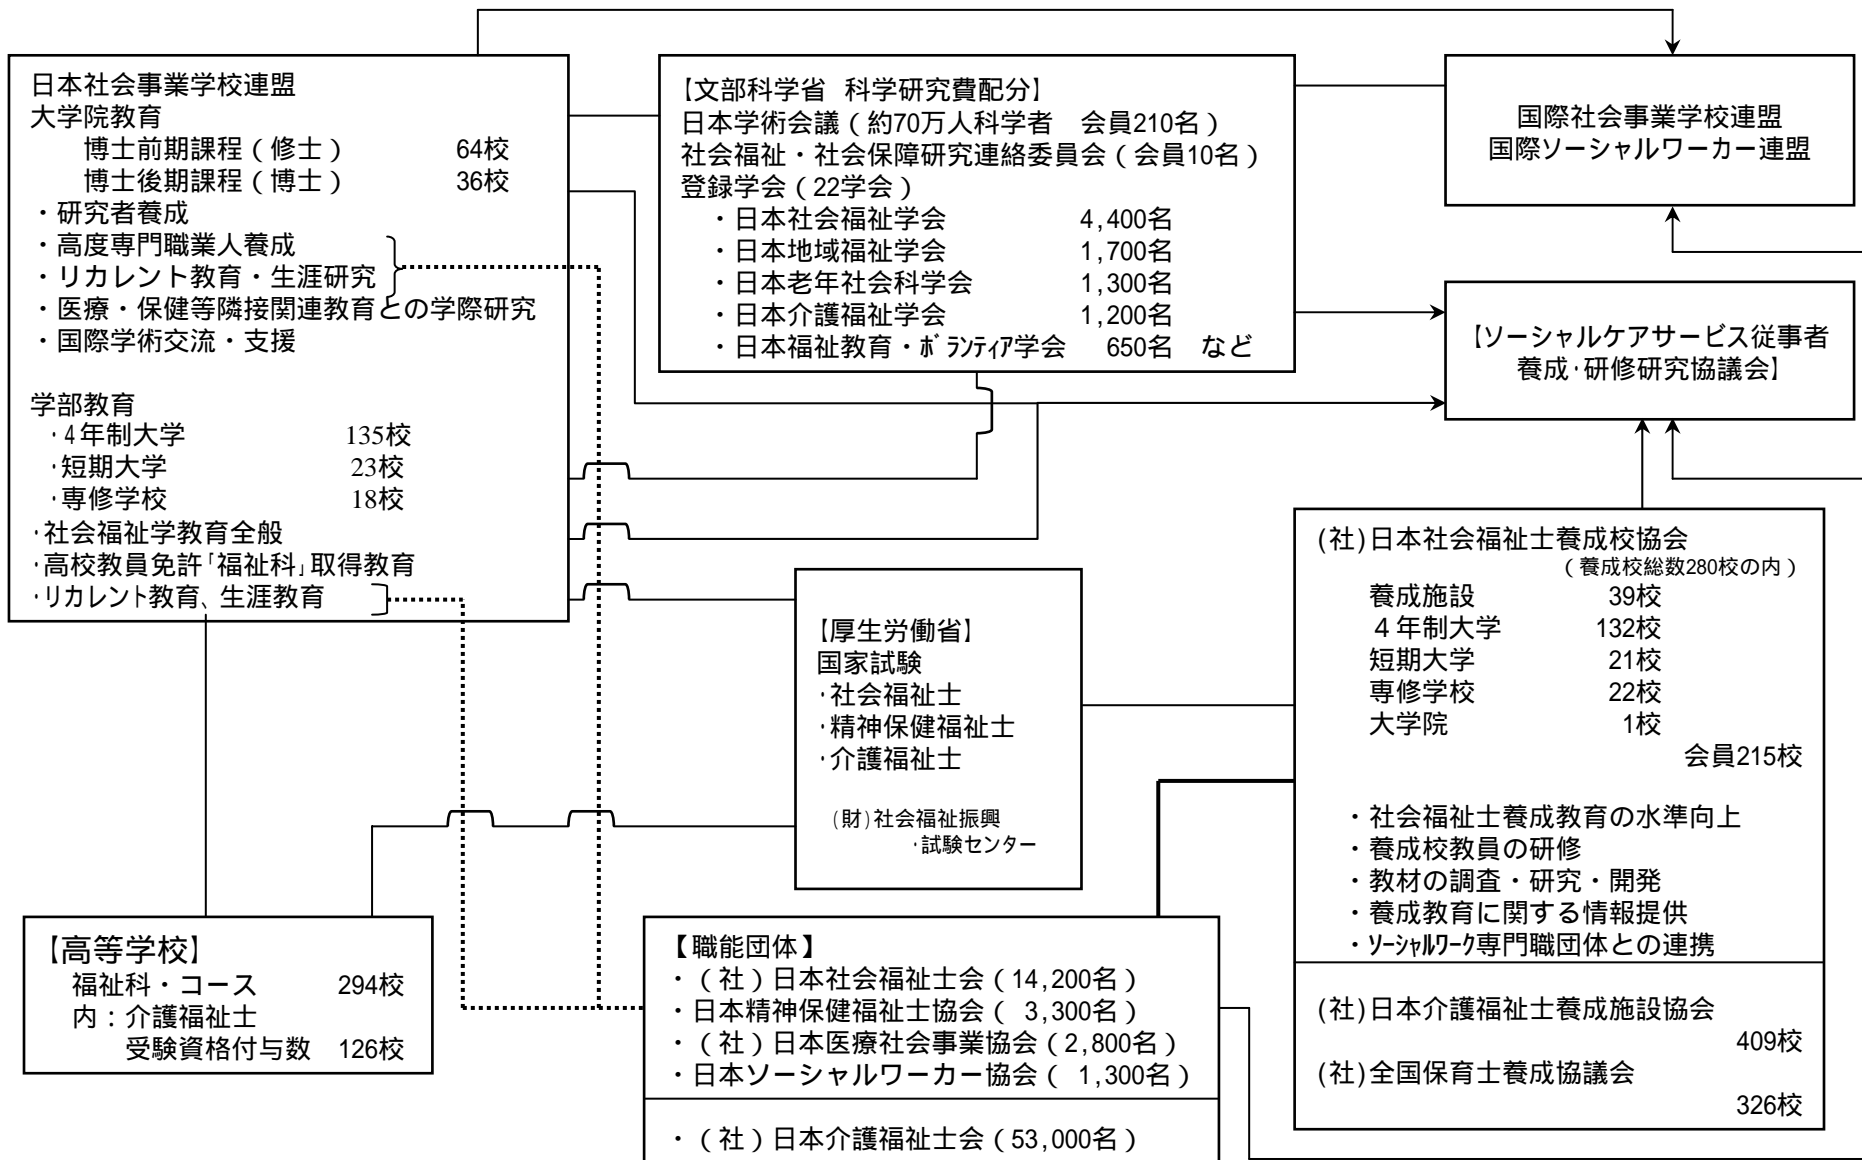 日本社会事業学校連盟
大学院教育
博士前期課程(修士) 64校
博士後期課程(博士) 36校
・研究者養成
・高度専門職業人養成
・リカレント教育・生涯研究
・医療・保健等隣接関連教育との学際研究
・国際学術交流・支援
学部教育
・4年制大学 135校
・短期大学 23校
・専修学校 18校
・社会福祉学教育全般
・高校教員免許「福祉科」取得教育
・リカレント教育、生涯教育
【文部科学省 科学研究費配分】
日本学術会議(約70万人科学者 会員210名)
社会福祉・社会保障研究連絡委員会(会員10名)
登録学会(22学会)
・日本社会福祉学会 4,400名
・日本地域福祉学会 1,700名
・日本老年社会科学会 1,300名
・日本介護福祉学会 1,200名
・日本福祉教育・ボランティア学会 650名 など
国際社会事業学校連盟
国際ソーシャルワーカー連盟
【ソーシャルケアサービス従事者
養成・研修研究協議会】
【厚生労働省】
国家試験
・社会福祉士
・精神保健福祉士
・介護福祉士
(財)社会福祉振興
・試験センター
(社)日本社会福祉士養成校協会
(養成校総数280校の内)
養成施設 39校
4年制大学 132校
短期大学 21校
専修学校 22校
大学院 1校
会員215校
・社会福祉士養成教育の水準向上
・養成校教員の研修
・教材の調査・研究・開発
・養成教育に関する情報提供
・ソーシャルワーク専門職団体との連携
(社)日本介護福祉士養成施設協会
409校
(社)全国保育士養成協議会
326校
【高等学校】
福祉科・コース 294校
内:介護福祉士
受験資格付与数 126校
【職能団体】
・(社)日本社会福祉士会(14,200名)
・日本精神保健福祉士協会( 3,300名)
・(社)日本医療社会事業協会(2,800名)
・日本ソーシャルワーカー協会( 1,300名)
・(社)日本介護福祉士会(53,000名)